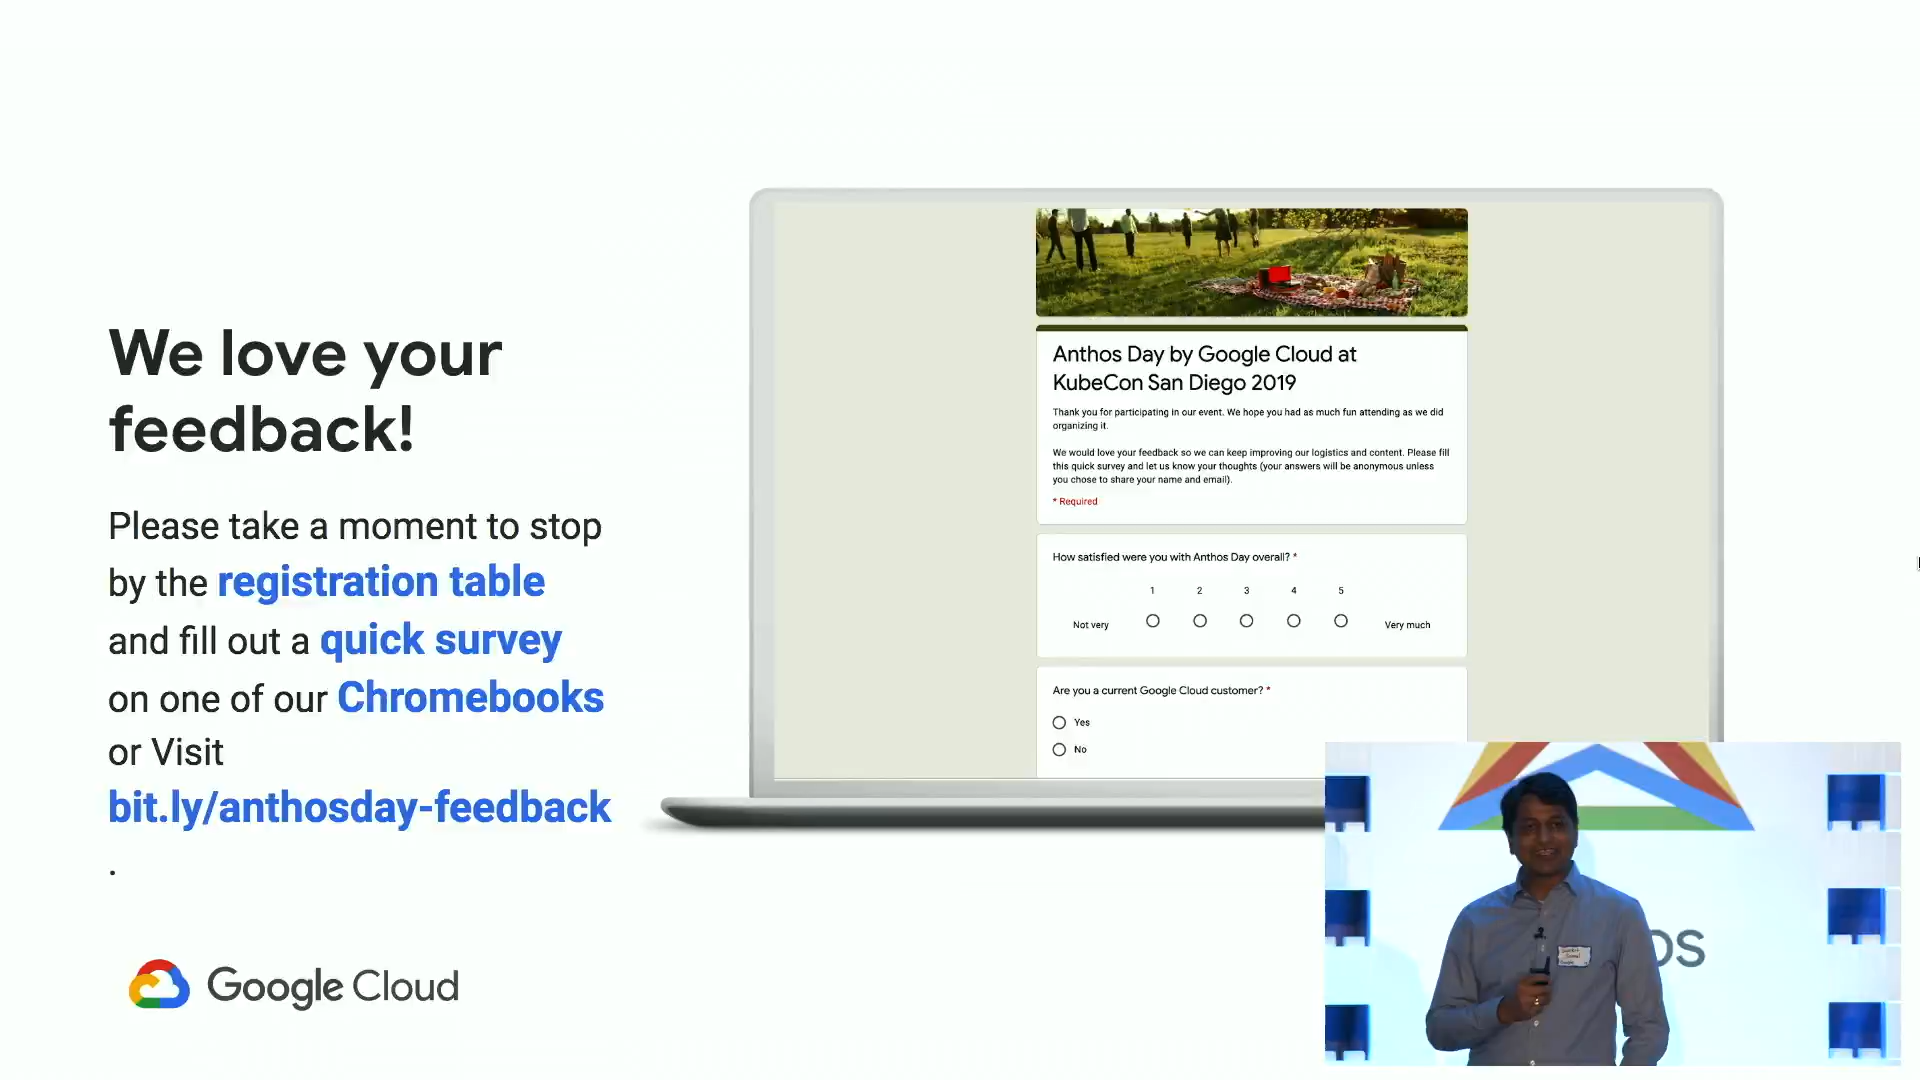 We love your
feedback!
Please take a moment to stop
by the registration table
and fill out a quick survey
on one of our Chromebooks
or Visit
bit.ly/anthosday-feedback
.
Google Cloud
Anthos Day by Google Cloud at
KubeCon San Diego 2019
Thank you for participating in our event. We hope you had as much fun attending as we did
organizing it.
We would love your feedback so we can keep improving our logistics and content. Please fill
this quick survey and let us know your thoughts (your answers will be anonymous unless
you chose to share your name and email).
* Required
How satisfied were you with Anthos Day overall? *
1 2 3 4 5
Not very Very much
Are you a current Google Cloud customer? *
Yes
No
os